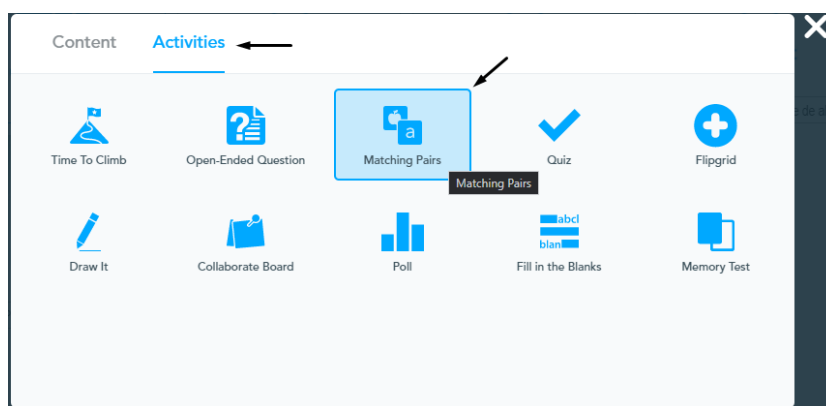 Content Activities
Time To Climb Open-Ended Question Matching Pairs Quiz Flipgrid
Matching Pairs
Draw It Collaborate Board Poll Fill in the Blanks Memory Test
a
abcl
blan
de a